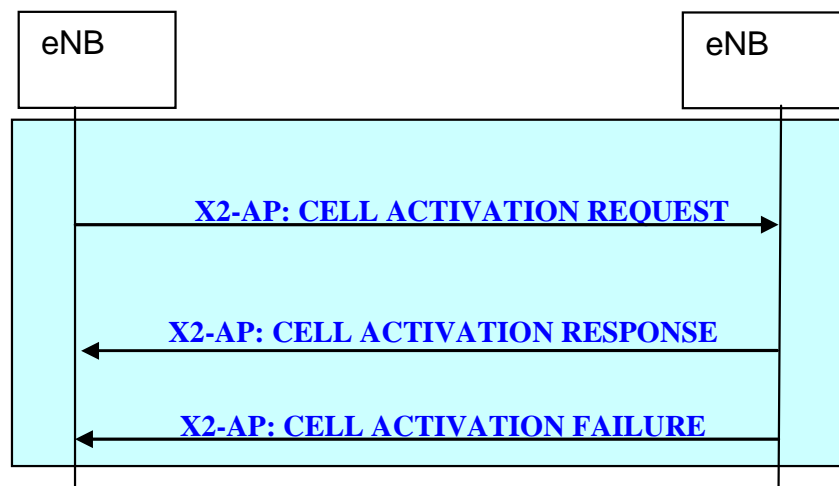 eNB
eNB
X2-AP: CELL ACTIVATION REQUEST
X2-AP: CELL ACTIVATION RESPONSE
X2-AP: CELL ACTIVATION FAILURE